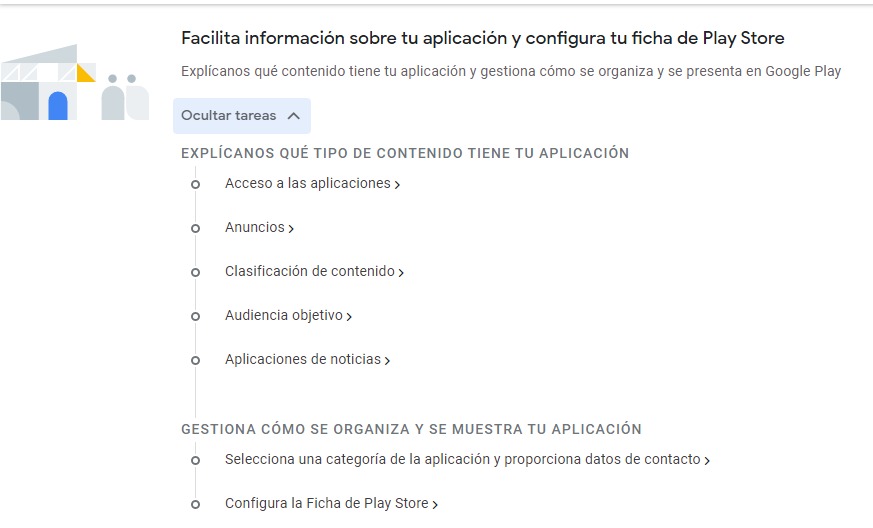 Facilita información sobre tu aplicación y configura tu ficha de Play Store
Explícanos qué contenido tiene tu aplicación y gestiona cómo se organiza y se presenta en Google Play
Ocultar tareas
EXPLÍCANOS QUÉ TIPO DE CONTENIDO TIENE TU APLICACIÓN
Acceso a las aplicaciones
Anuncios
Clasificación de contenido
Audiencia objetivo
Aplicaciones de noticias
GESTIONA CÓMO SE ORGANIZA Y SE MUESTRA TU APLICACIÓN
Selecciona una categoría de la aplicación y proporciona datos de contacto
Configura la Ficha de Play Store